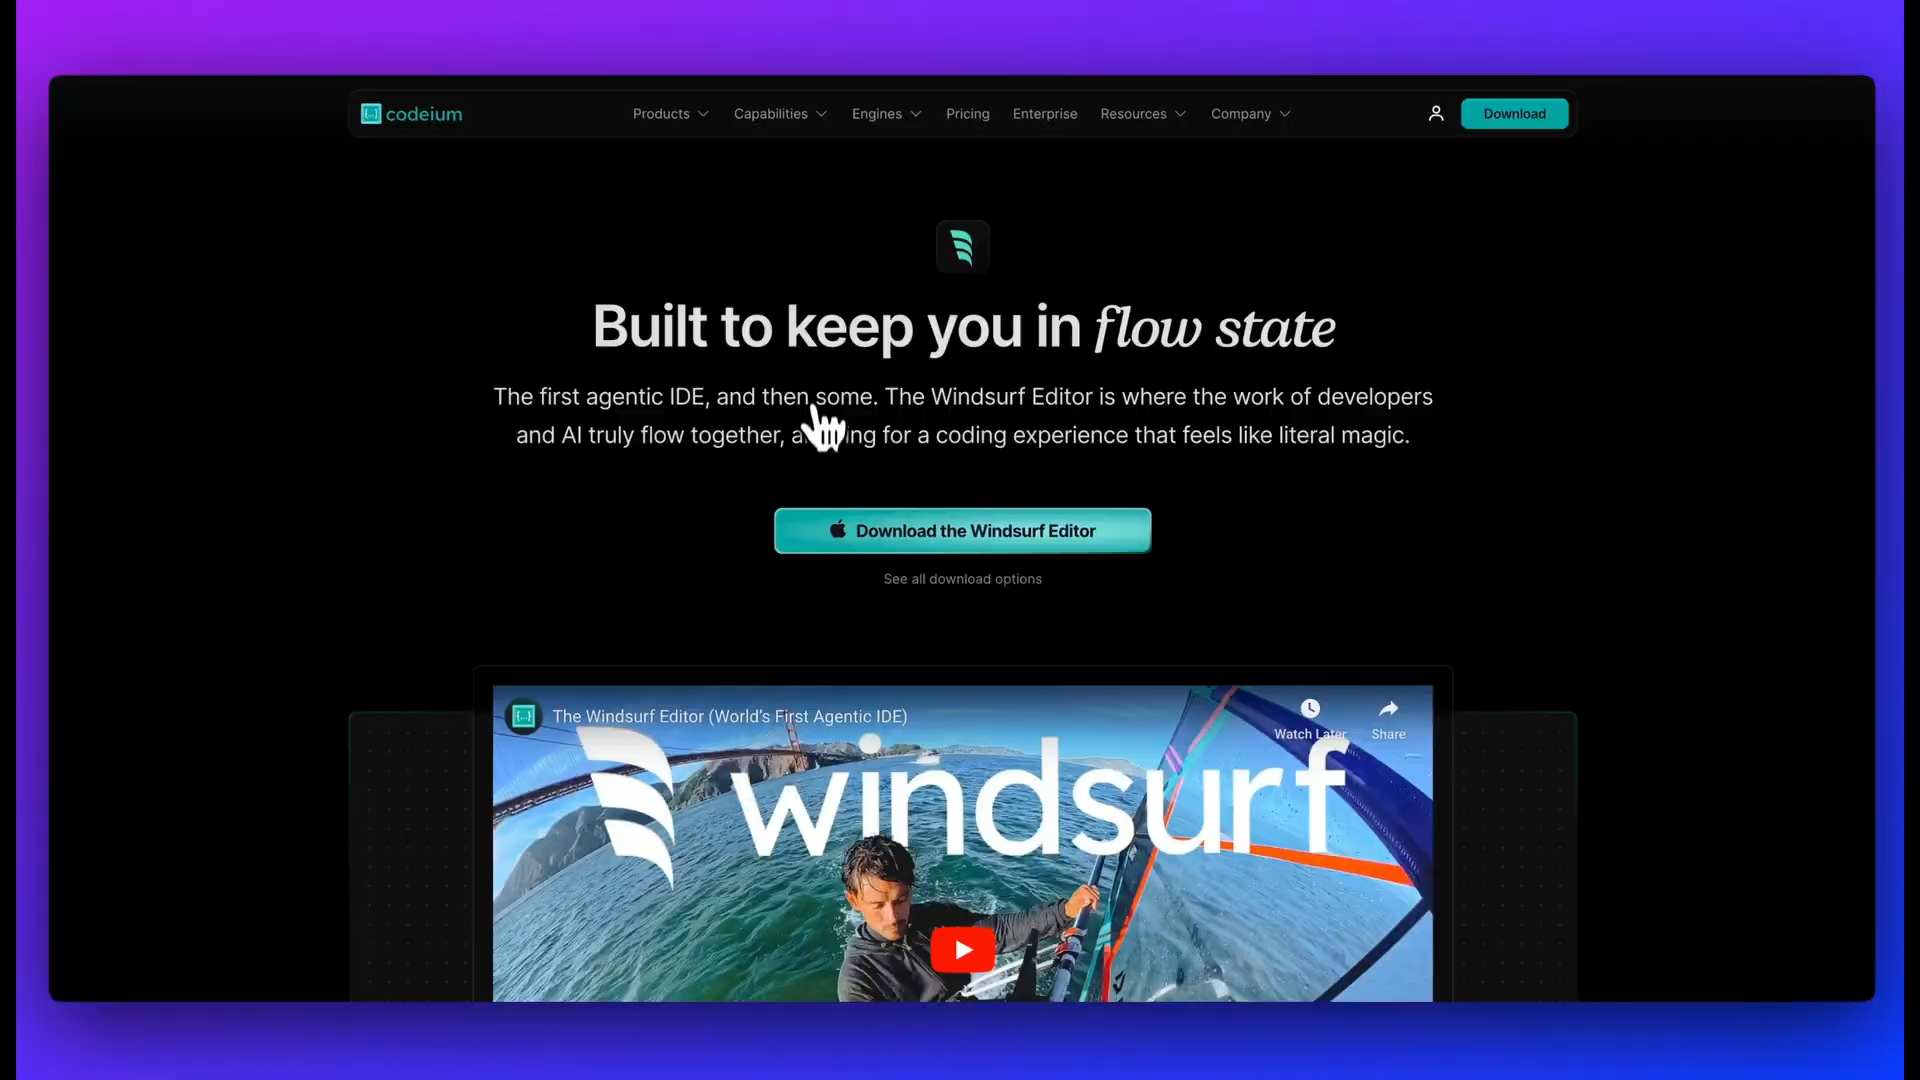 codeium
Products
Capabilities
Engines
Pricing
Enterprise
Resources
Company
Download
Built to keep you in flow state
The first agentic IDE, and then some. The Windsurf Editor is where the work of developers
and AI truly flow together, for a coding experience that feels like literal magic.
Download the Windsurf Editor
See all download options
{...} The Windsurf Editor (World's First Agentic IDE)
Watch Later
Share
windsurf